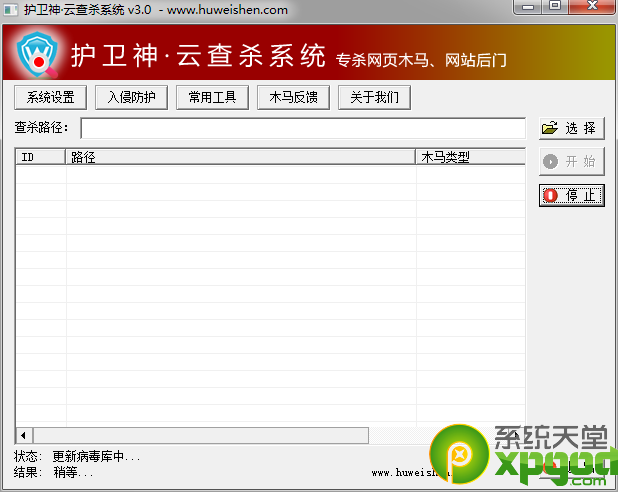 护卫神·云查杀系统 v3.0 - www.huweishen.com
护卫神·云查杀系统 专杀网页木马、网站后门
系统设置 入侵防护 常用工具 木马反馈 关于我们
查杀路径： 选 择
ID 路径 木马类型
开 始
停 止
状态： 更新病毒库中...
结果： 稍等...
系统天堂
xpgod
.com